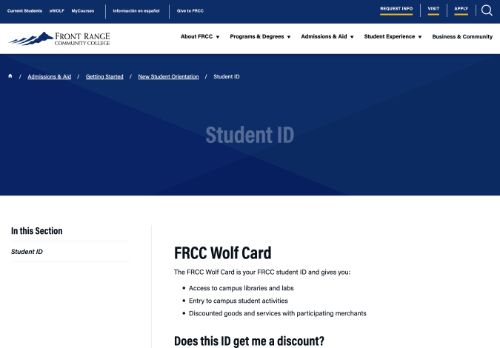 Current Students eWOLF MyCourses Información en español Give to FRCC REQUEST INFO VISIT APPLY
FRONT RANGE
COMMUNITY COLLEGE
About FRCC ▼ Programs & Degrees ▼ Admissions & Aid ▼ Student Experience ▼ Business & Community
/ Admissions & Aid / Getting Started / New Student Orientation / Student ID
Student ID
In this Section
Student ID
FRCC Wolf Card
The FRCC Wolf Card is your FRCC student ID and gives you:
• Access to campus libraries and labs
• Entry to campus student activities
• Discounted goods and services with participating merchants
Does this ID get me a discount?